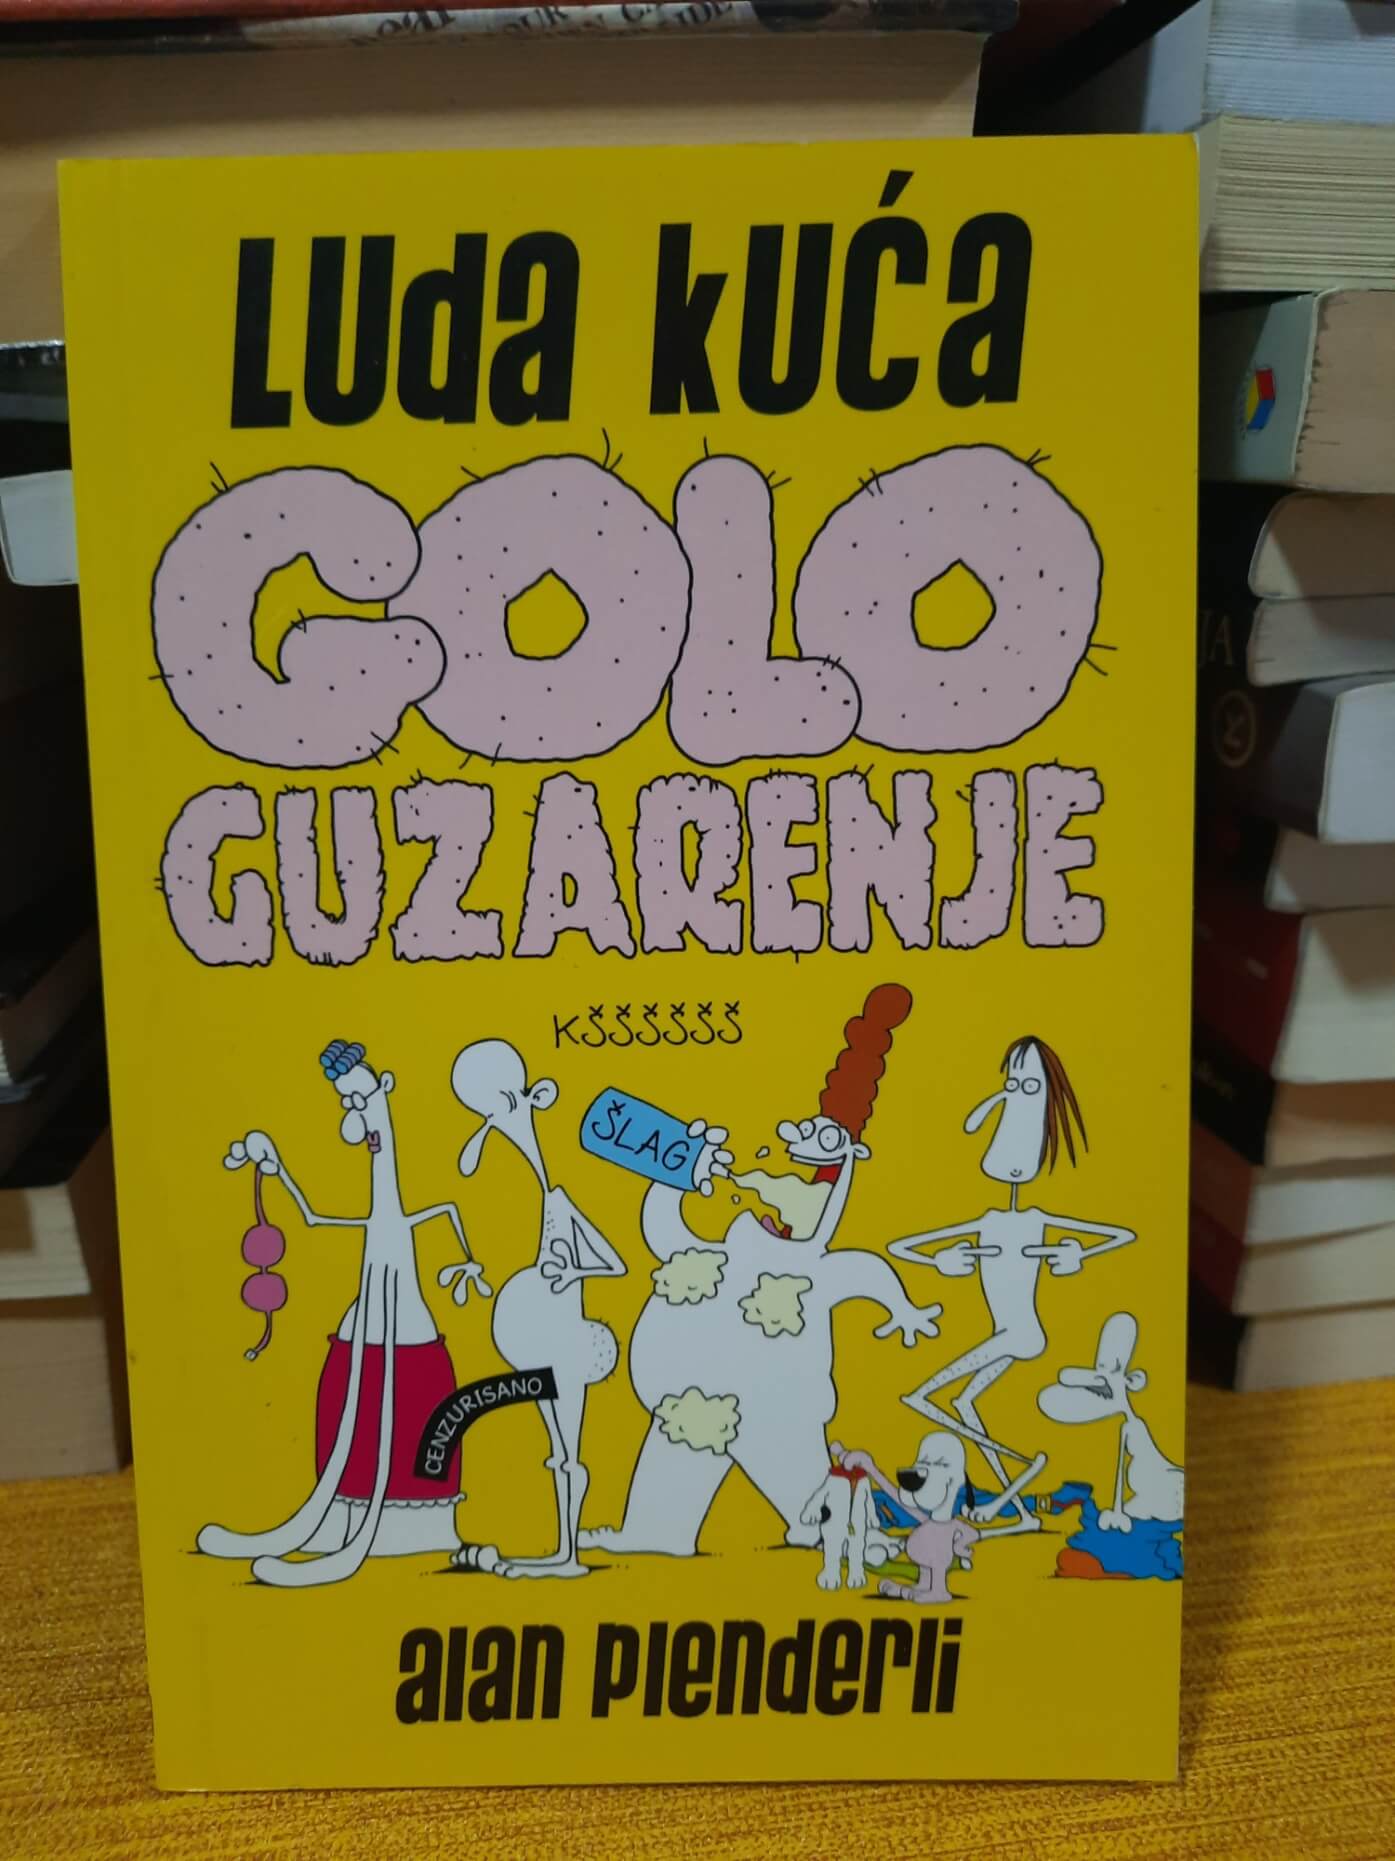 LUda kUĆa
GOLO
GUZARENJE
KŠŠŠŠŠŠ
ŠLAG
CENZURISANO
alan Plenderli